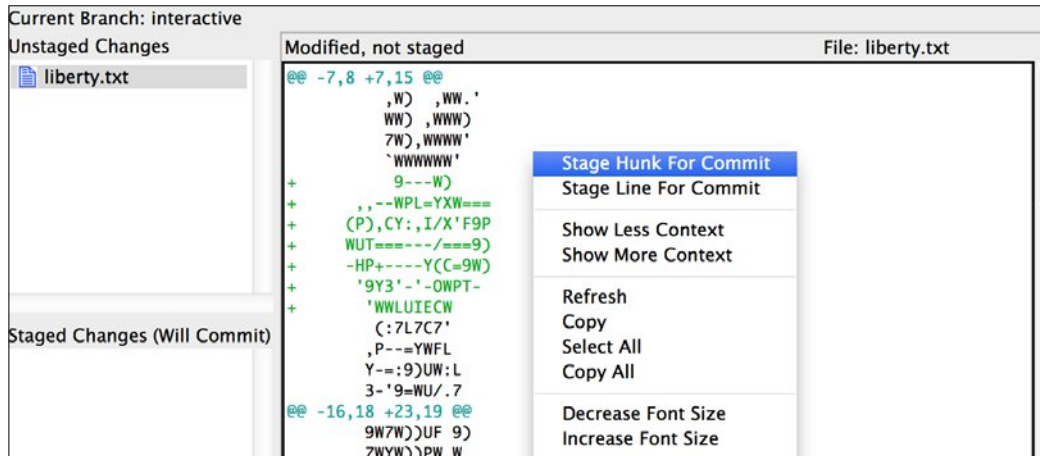 Current Branch: interactive
Unstaged Changes
liberty.txt
Modified, not staged
File: liberty.txt
@@ -7,8 +7,15 @@
,W)  ,WW.'
WW) ,WWW)
7W),WWWW'
`WWWWWW'
+ 9---W)
+ ,,--WPL=YXW===
+ (P),CY:,I/X'F9P
+ WUT===---/===9)
+ -HP+----Y(C=9W)
+ '9Y3'-'-OWPT-
+ 'WWLUIECW
(:7L7C7'
,P--=YWFL
Y-=:9)UW:L
3-'9=WU/.7
@@ -16,18 +23,19 @@
9W7W))UF 9)
7WYW))PW W
Stage Hunk For Commit
Stage Line For Commit
Show Less Context
Show More Context
Refresh
Copy
Select All
Copy All
Decrease Font Size
Increase Font Size
Staged Changes (Will Commit)